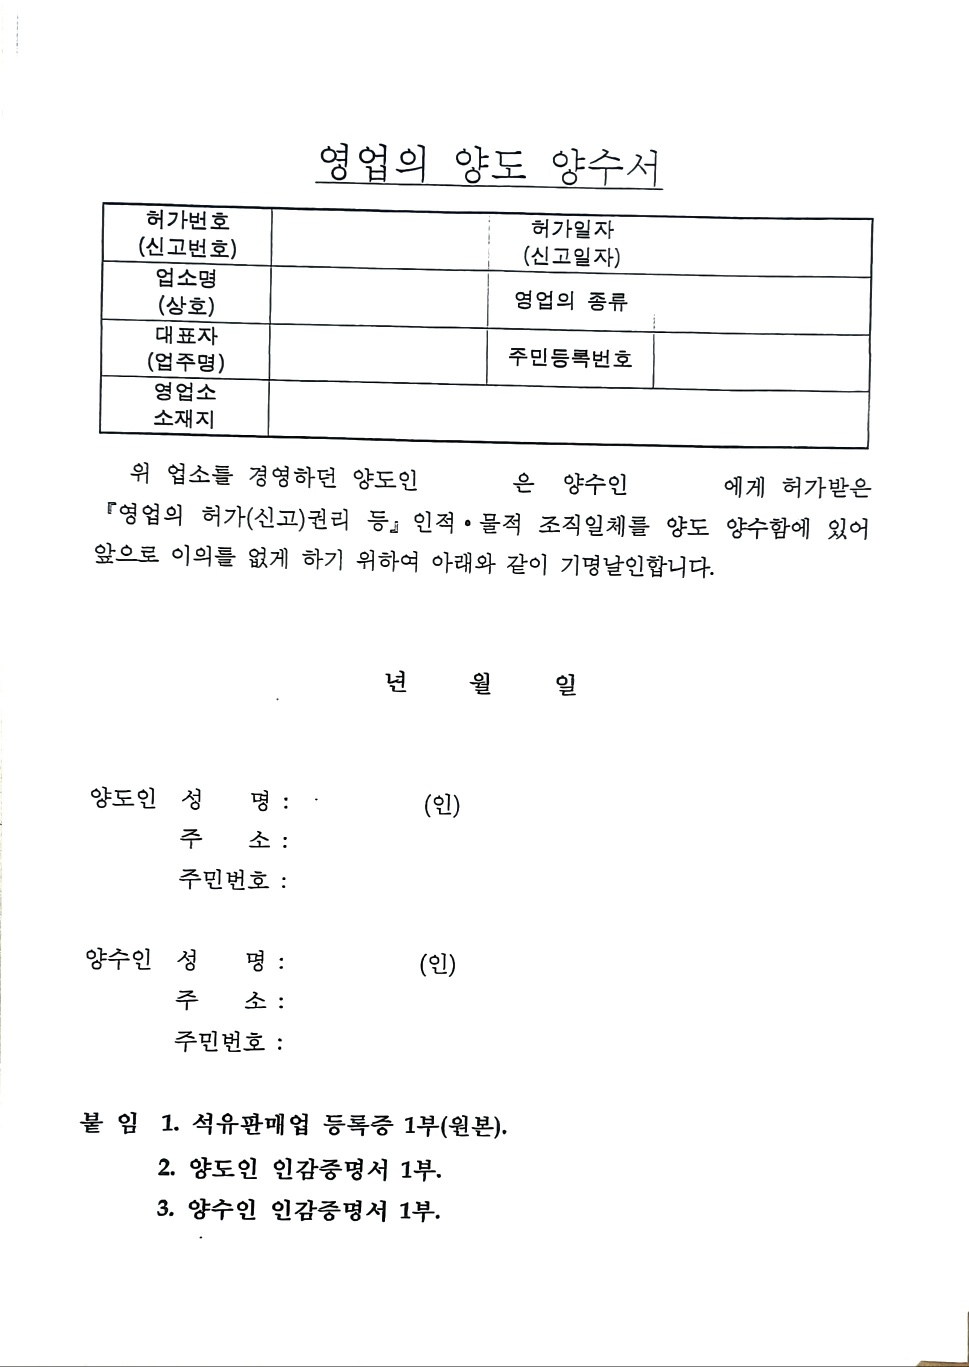 영업의 양도 양수서
허가번호 허가일자
(신고번호) (신고일자)
업소명 영업의 종류
(상호)
대표자 주민등록번호
(업주명)
영업소
소재지
위 업소를 경영하던 양도인 은 양수인 에게 허가받은
『영업의 허가(신고)권리 등』인적·물적 조직일체를 양도 양수함에 있어
앞으로 이의를 없게 하기 위하여 아래와 같이 기명날인합니다.
년 월 일
양도인 성 명 : (인)
주 소 :
주민번호 :
양수인 성 명 : (인)
주 소 :
주민번호 :
붙 임 1. 석유판매업 등록증 1부(원본).
2. 양도인 인감증명서 1부.
3. 양수인 인감증명서 1부.